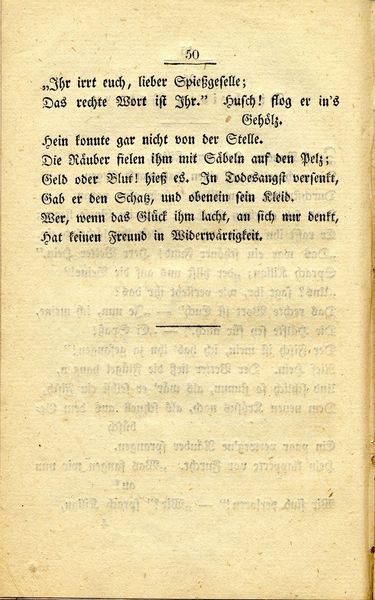 50
„Ihr irrt euch, lieber Spießgeselle;
Das rechte Wort ist Ihr.“ Husch! flog er in's
Gehölz.
Hein konnte gar nicht von der Stelle.
Die Räuber fielen ihm mit Säbeln auf den Pelz;
Geld oder Blut! hieß es. In Todesangst versenkt,
Gab er den Schatz, und obenein sein Kleid.
Wer, wenn das Glück ihm lacht, an sich nur denkt,
Hat keinen Freund in Widerwärtigkeit.